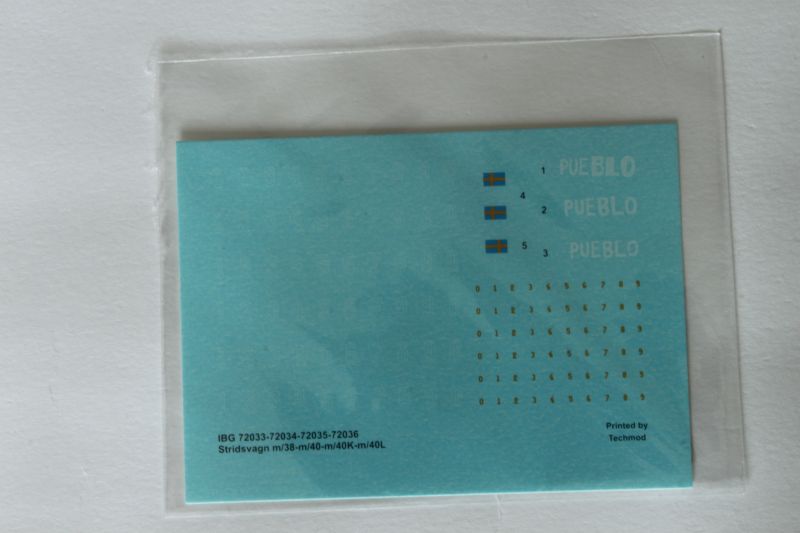 1 PUEBLO
4
2 PUEBLO
5
3 PUEBLO
0 1 2 3 4 5 6 7 8 9
0 1 2 3 4 5 6 7 8 9
0 1 2 3 4 5 6 7 8 9
0 1 2 3 4 5 6 7 8 9
0 1 2 3 4 5 6 7 8 9
0 1 2 3 4 5 6 7 8 9
IBG 72033-72034-72035-72036
Stridsvagn m/38-m/40-m/40K-m/40L
Printed by
Techmod